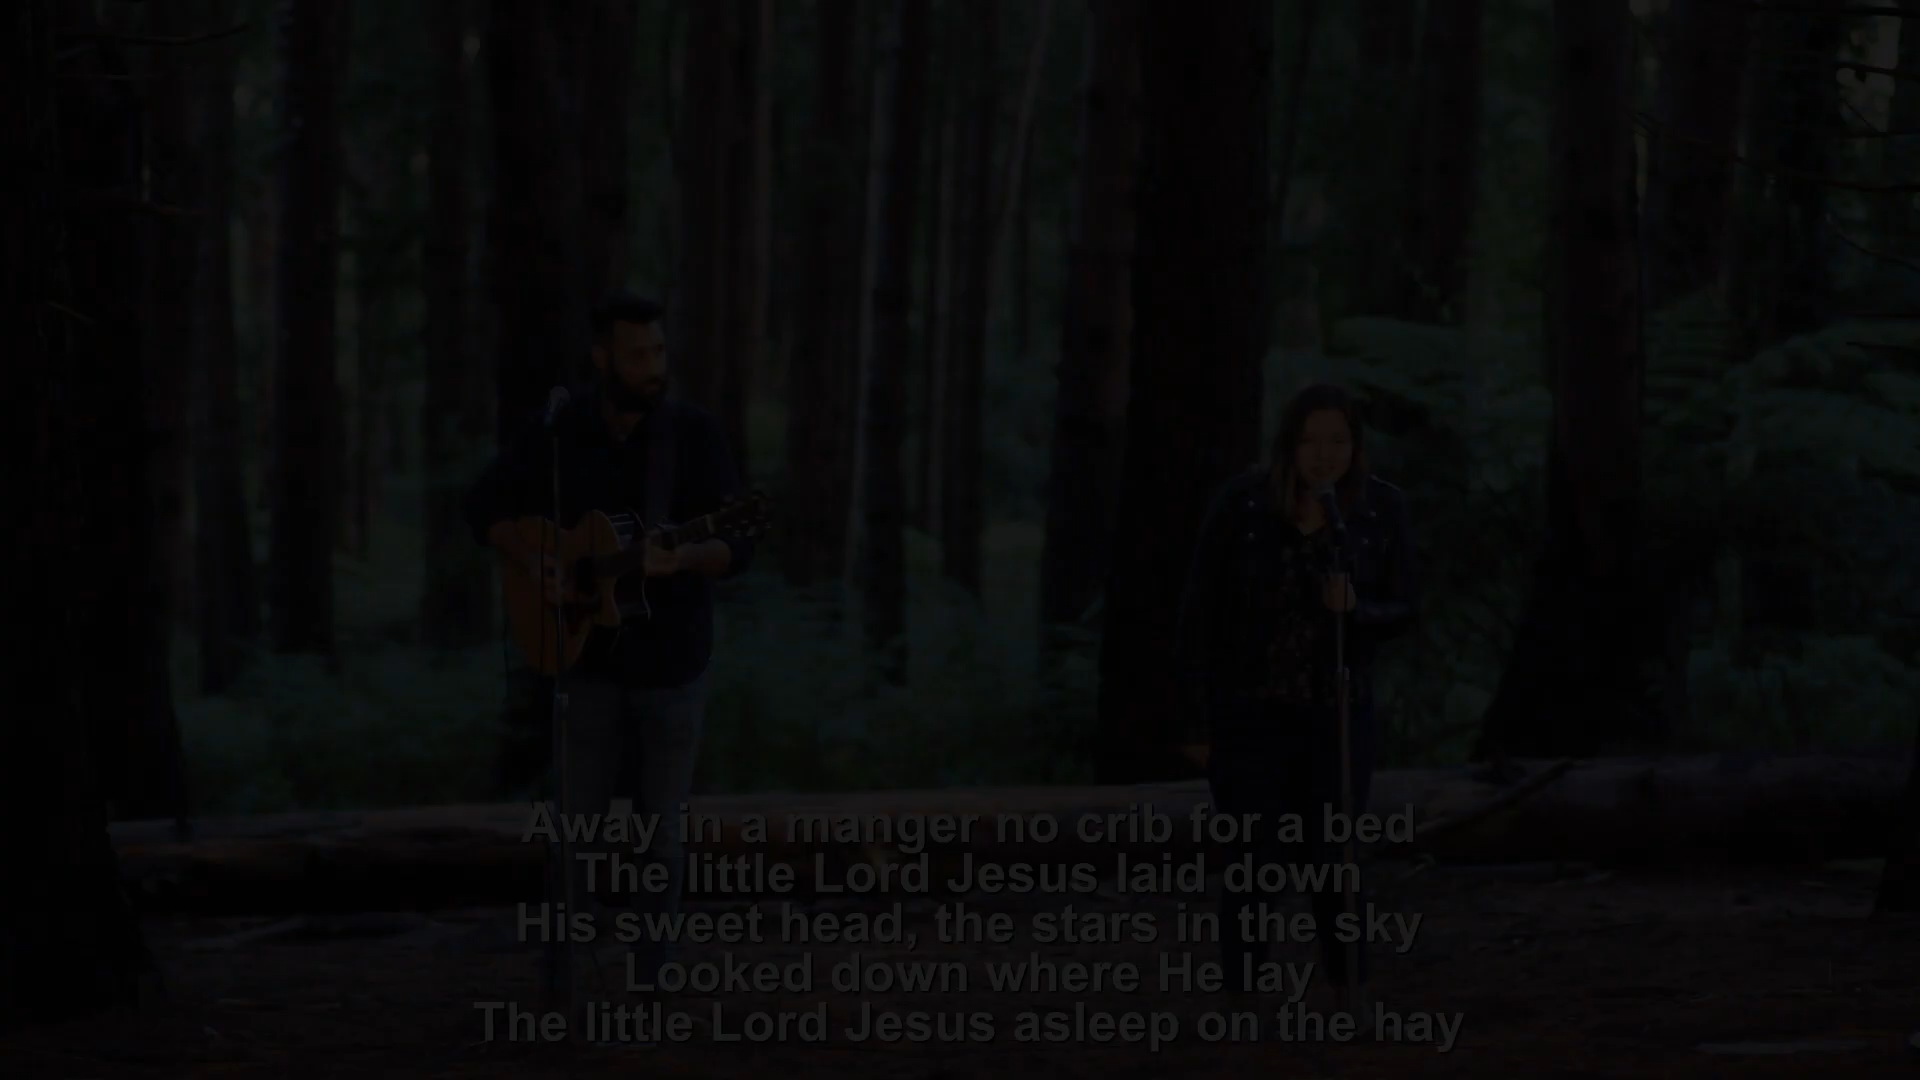 Away in a manger no crib for a bed
The little Lord Jesus laid down
His sweet head, the stars in the sky
Looked down where He lay
The little Lord Jesus asleep on the hay